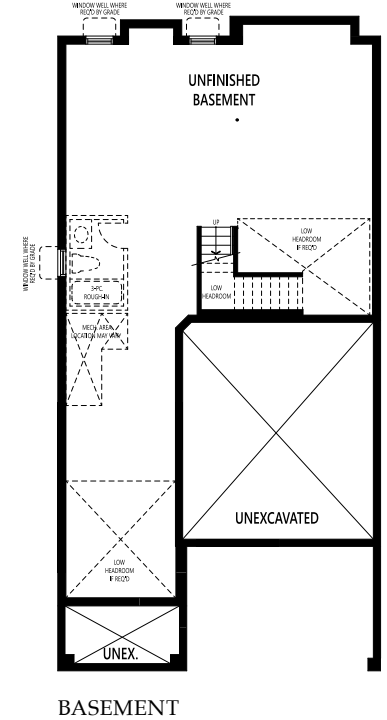 WINDOW WELL WHERE
REQ'D BY GRADE
WINDOW WELL WHERE
REQ'D BY GRADE
UNFINISHED
BASEMENT
UP
LOW
HEADROOM
IF REQ'D
WINDOW WELL WHERE
REQ'D BY GRADE
3-PC.
ROUGH-IN
LOW
HEADROOM
MECH. AREA
LOCATION MAY VARY
UNEXCAVATED
LOW
HEADROOM
IF REQ'D
UNEX.
BASEMENT